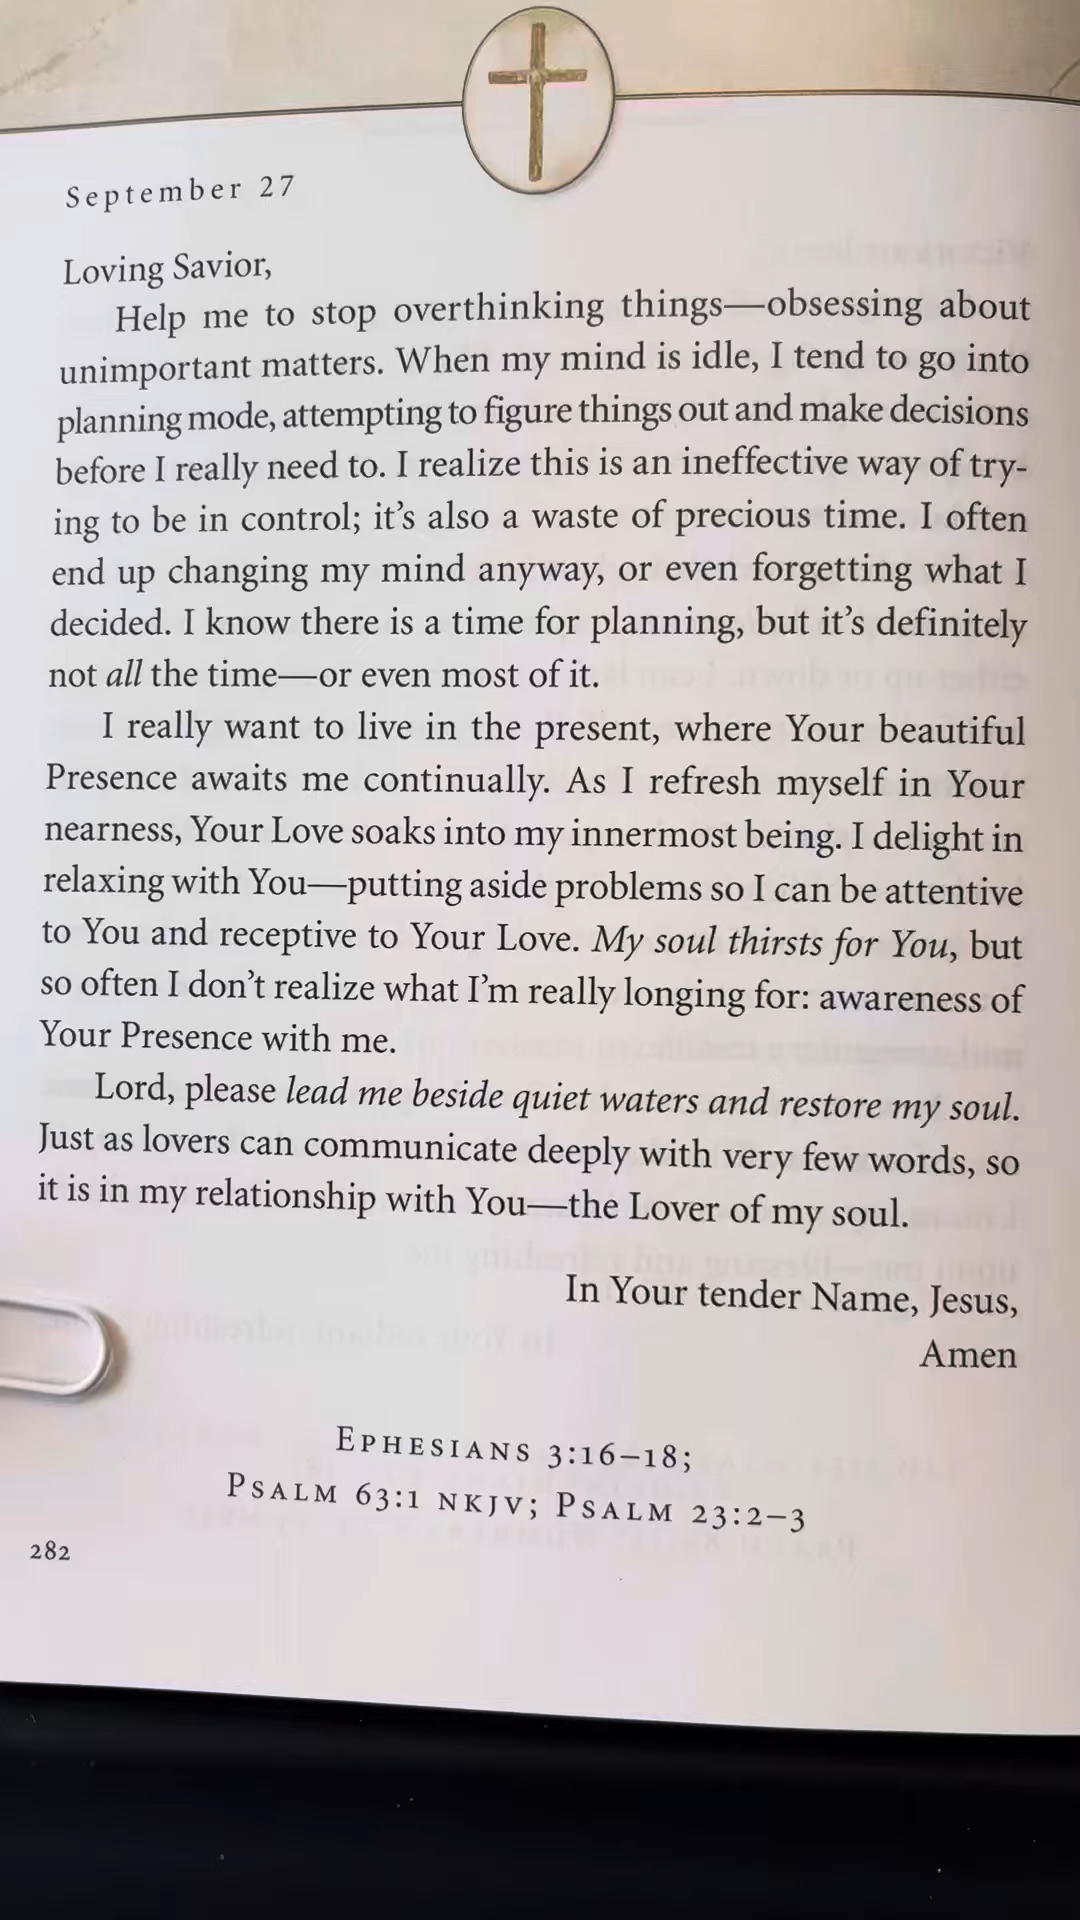 September 27
Loving Savior,
Help me to stop overthinking things—obsessing about
unimportant matters. When my mind is idle, I tend to go into
planning mode, attempting to figure things out and make decisions
before I really need to. I realize this is an ineffective way of try-
ing to be in control; it's also a waste of precious time. I often
end up changing my mind anyway, or even forgetting what I
decided. I know there is a time for planning, but it's definitely
not all the time—or even most of it.
I really want to live in the present, where Your beautiful
Presence awaits me continually. As I refresh myself in Your
nearness, Your Love soaks into my innermost being. I delight in
relaxing with You—putting aside problems so I can be attentive
to You and receptive to Your Love. My soul thirsts for You, but
so often I don't realize what I'm really longing for: awareness of
Your Presence with me.
Lord, please lead me beside quiet waters and restore my soul.
Just as lovers can communicate deeply with very few words, so
it is in my relationship with You—the Lover of my soul.
In Your tender Name, Jesus,
Amen
Ephesians 3:16–18;
Psalm 63:1 NKJV; Psalm 23:2–3
282